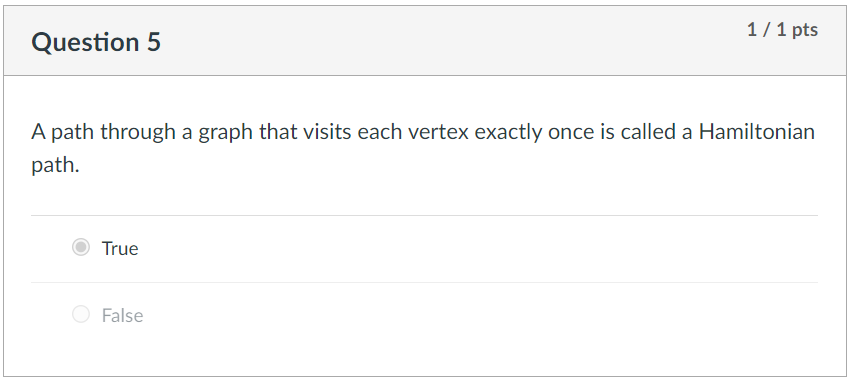 Question 5
1 / 1 pts
A path through a graph that visits each vertex exactly once is called a Hamiltonian
path.
True
False